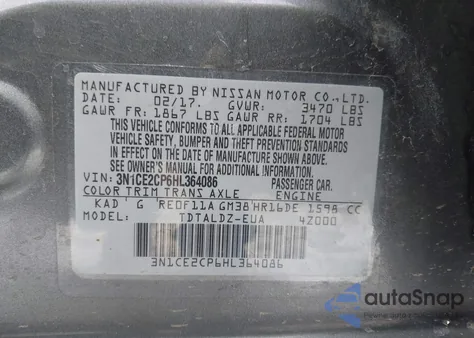 MANUFACTURED BY NISSAN MOTOR CO.,LTD.
DATE: 02/17. GVWR: 3470 LBS
GAWR FR: 1867 LBS GAWR RR: 1704 LBS
THIS VEHICLE CONFORMS TO ALL APPLICABLE FEDERAL MOTOR
VEHICLE SAFETY, BUMPER AND THEFT PREVENTION STANDARDS
IN EFFECT ON THE DATE OF MANUFACTURE SHOWN ABOVE.
SEE OWNER'S MANUAL FOR ADDITIONAL INFORMATION
VIN: 3N1CE2CP6HL364086 PASSENGER CAR.
COLOR TRIM TRANS AXLE ENGINE
KAD ' G 'RE0F11A GM38'HR16DE 1598 CC
MODEL: TDTALDZ-EUA 4Z000
3N1CE2CP6HL364086
autaSnap